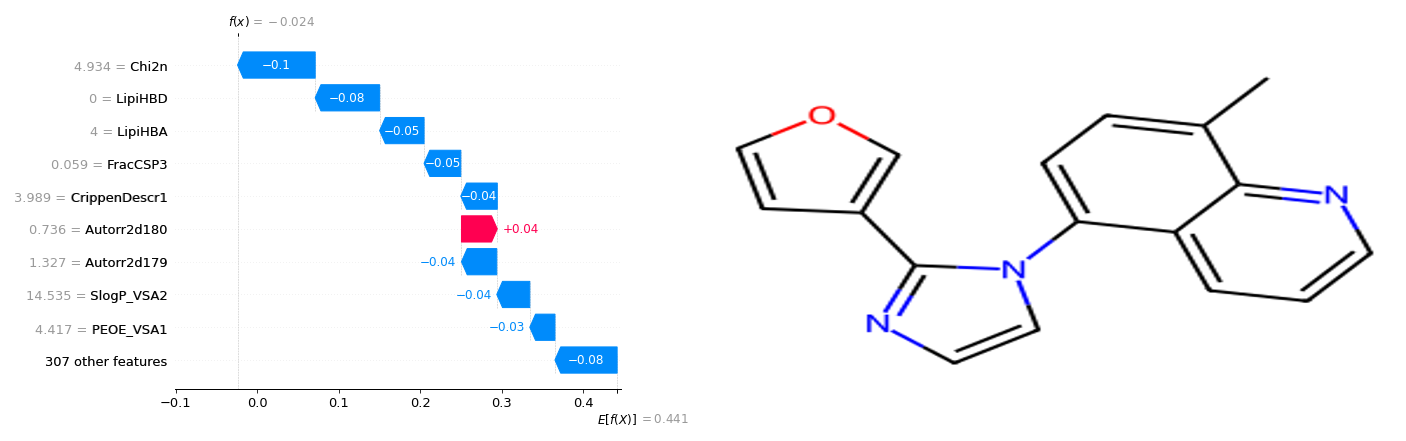 f(x) = −0.024
4.934 = Chi2n
−0.1
0 = LipiHBD
−0.08
4 = LipiHBA
−0.05
0.059 = FracCSP3
−0.05
3.989 = CrippenDescr1
−0.04
0.736 = Autorr2d180
+0.04
1.327 = Autorr2d179
−0.04
14.535 = SlogP_VSA2
−0.04
4.417 = PEOE_VSA1
−0.03
307 other features
−0.08
−0.1 0.0 0.1 0.2 0.3 0.4
E[f(X)] = 0.441
O
N
N
N